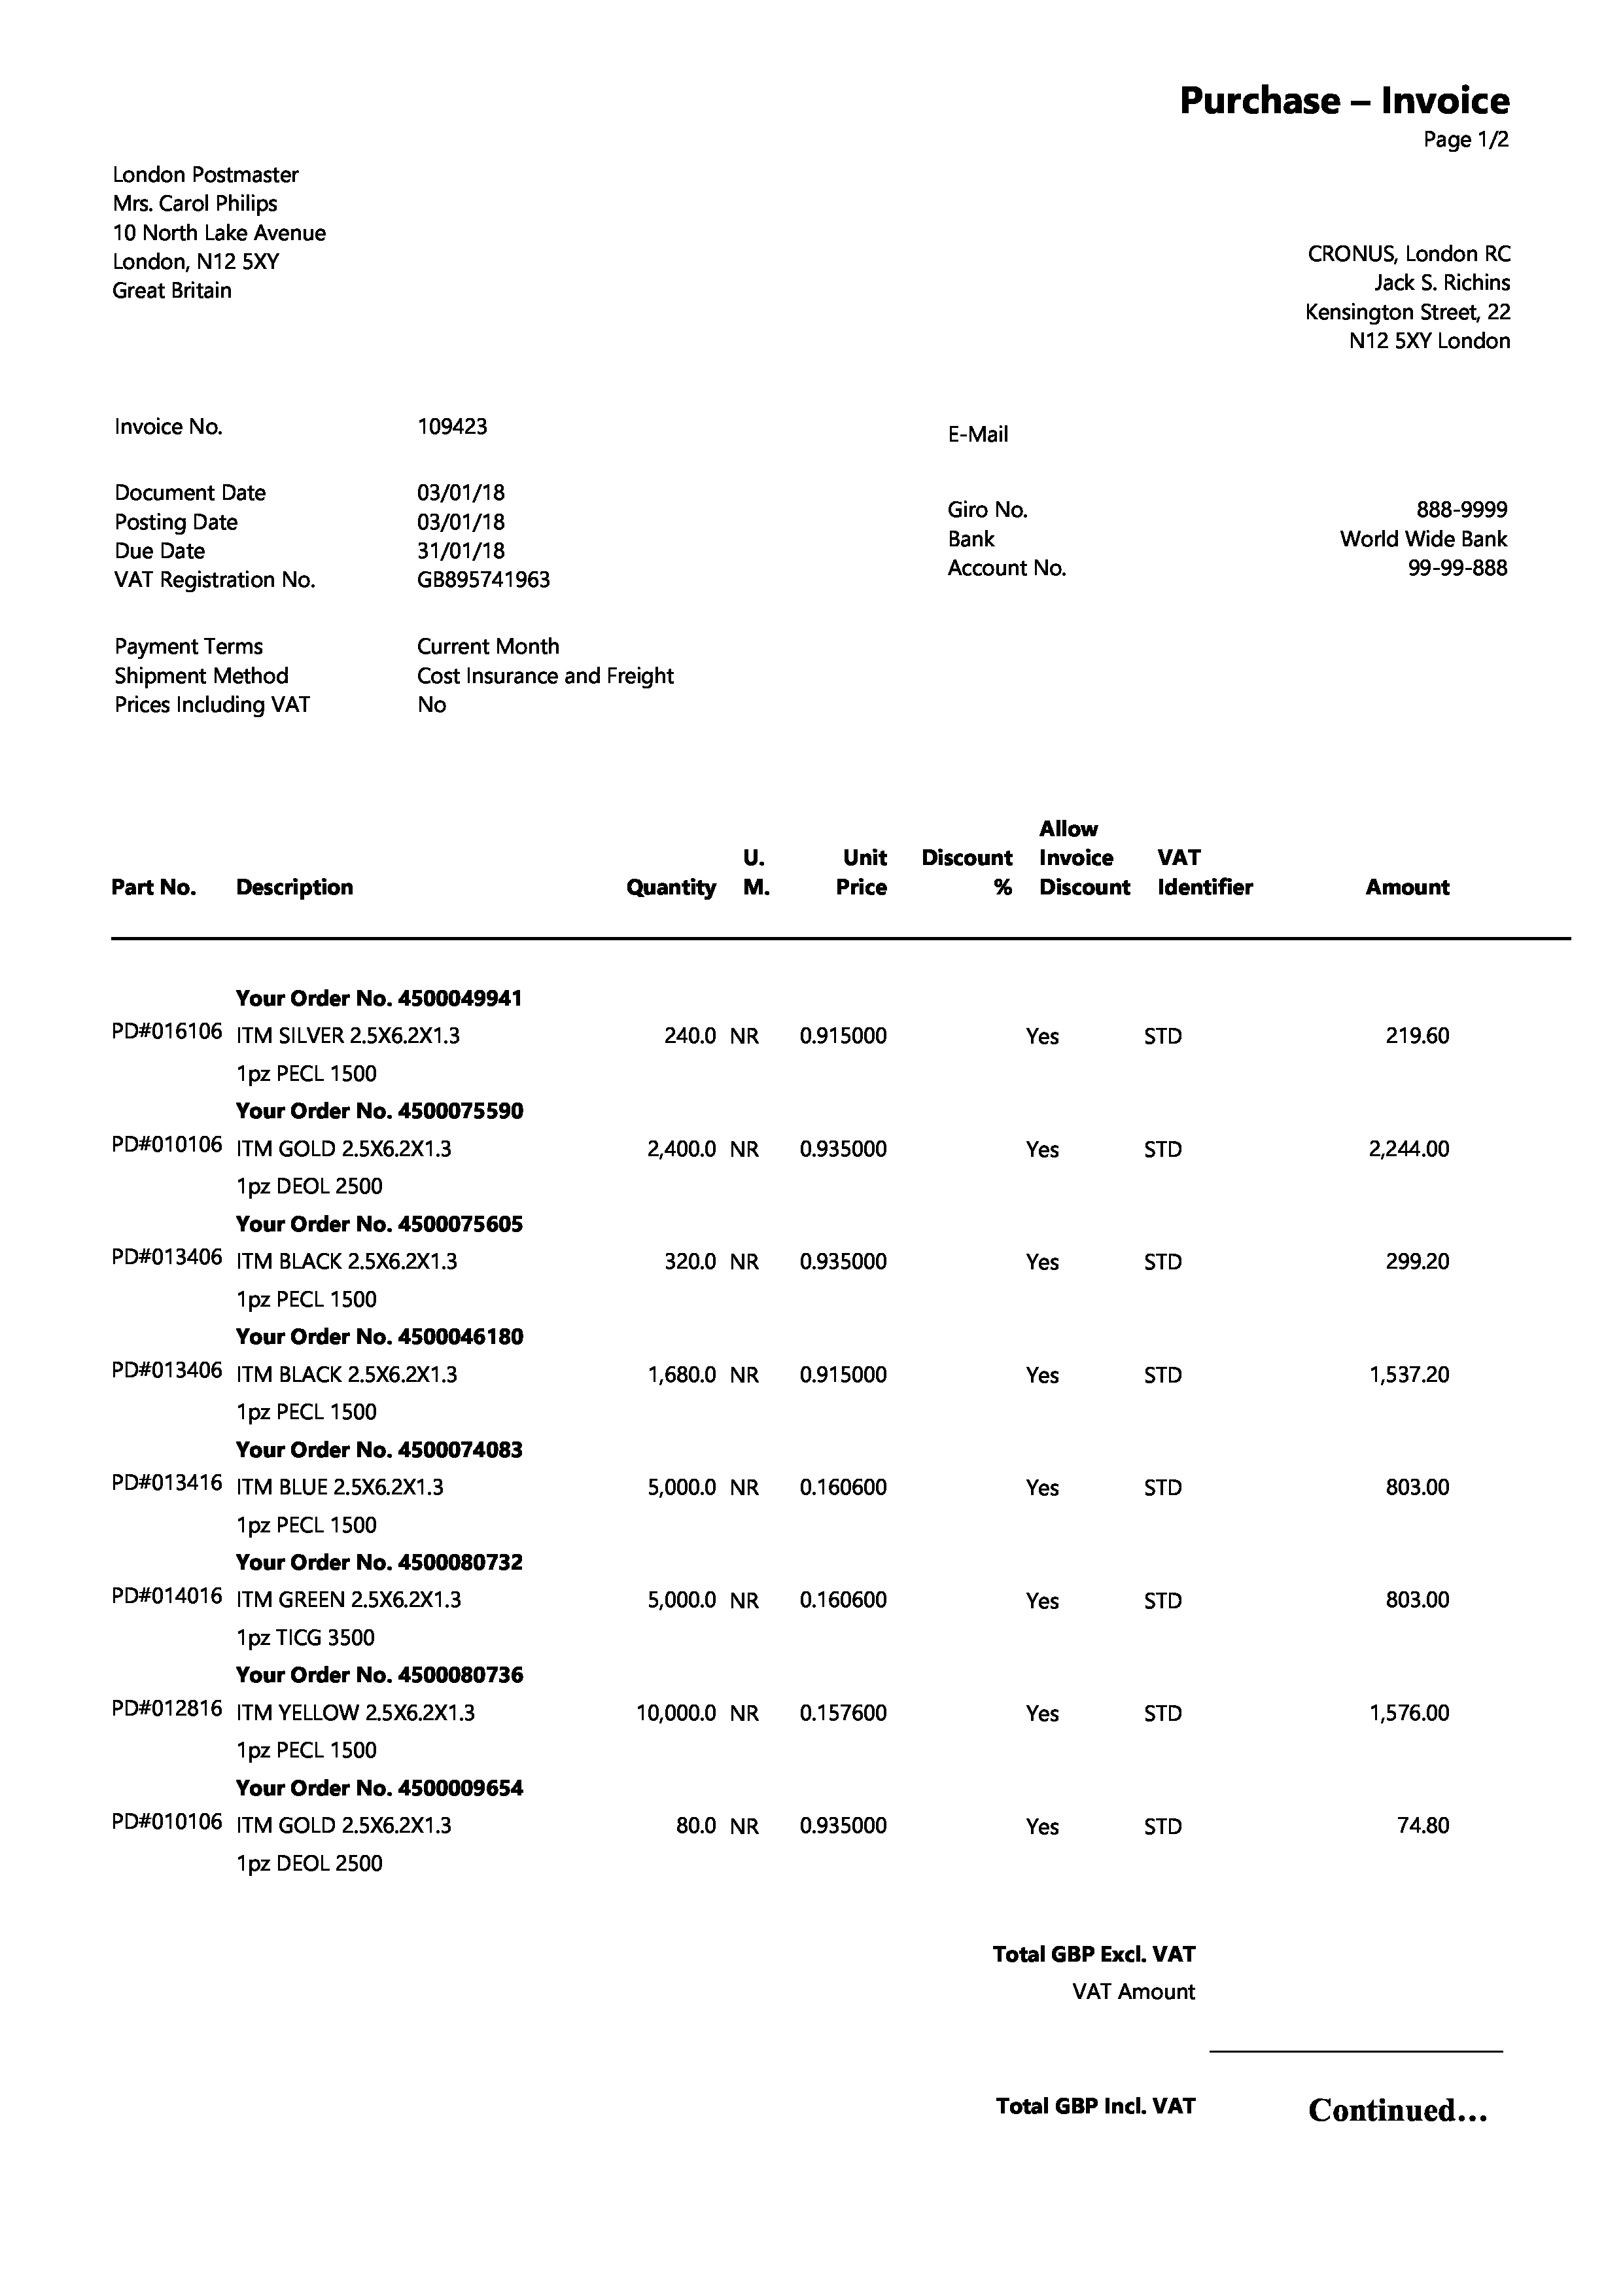 Purchase – Invoice
Page 1/2
London Postmaster
Mrs. Carol Philips
10 North Lake Avenue
London, N12 5XY
Great Britain
CRONUS, London RC
Jack S. Richins
Kensington Street, 22
N12 5XY London
Invoice No. 109423
E-Mail
Document Date 03/01/18
Posting Date 03/01/18
Due Date 31/01/18
VAT Registration No. GB895741963
Giro No. 888-9999
Bank World Wide Bank
Account No. 99-99-888
Payment Terms Current Month
Shipment Method Cost Insurance and Freight
Prices Including VAT No
Allow
U. Unit Discount Invoice VAT
Part No. Description Quantity M. Price % Discount Identifier Amount
Your Order No. 4500049941
PD#016106 ITM SILVER 2.5X6.2X1.3 240.0 NR 0.915000 Yes STD 219.60
1pz PECL 1500
Your Order No. 4500075590
PD#010106 ITM GOLD 2.5X6.2X1.3 2,400.0 NR 0.935000 Yes STD 2,244.00
1pz DEOL 2500
Your Order No. 4500075605
PD#013406 ITM BLACK 2.5X6.2X1.3 320.0 NR 0.935000 Yes STD 299.20
1pz PECL 1500
Your Order No. 4500046180
PD#013406 ITM BLACK 2.5X6.2X1.3 1,680.0 NR 0.915000 Yes STD 1,537.20
1pz PECL 1500
Your Order No. 4500074083
PD#013416 ITM BLUE 2.5X6.2X1.3 5,000.0 NR 0.160600 Yes STD 803.00
1pz PECL 1500
Your Order No. 4500080732
PD#014016 ITM GREEN 2.5X6.2X1.3 5,000.0 NR 0.160600 Yes STD 803.00
1pz TICG 3500
Your Order No. 4500080736
PD#012816 ITM YELLOW 2.5X6.2X1.3 10,000.0 NR 0.157600 Yes STD 1,576.00
1pz PECL 1500
Your Order No. 4500009654
PD#010106 ITM GOLD 2.5X6.2X1.3 80.0 NR 0.935000 Yes STD 74.80
1pz DEOL 2500
Total GBP Excl. VAT
VAT Amount
Total GBP Incl. VAT Continued...